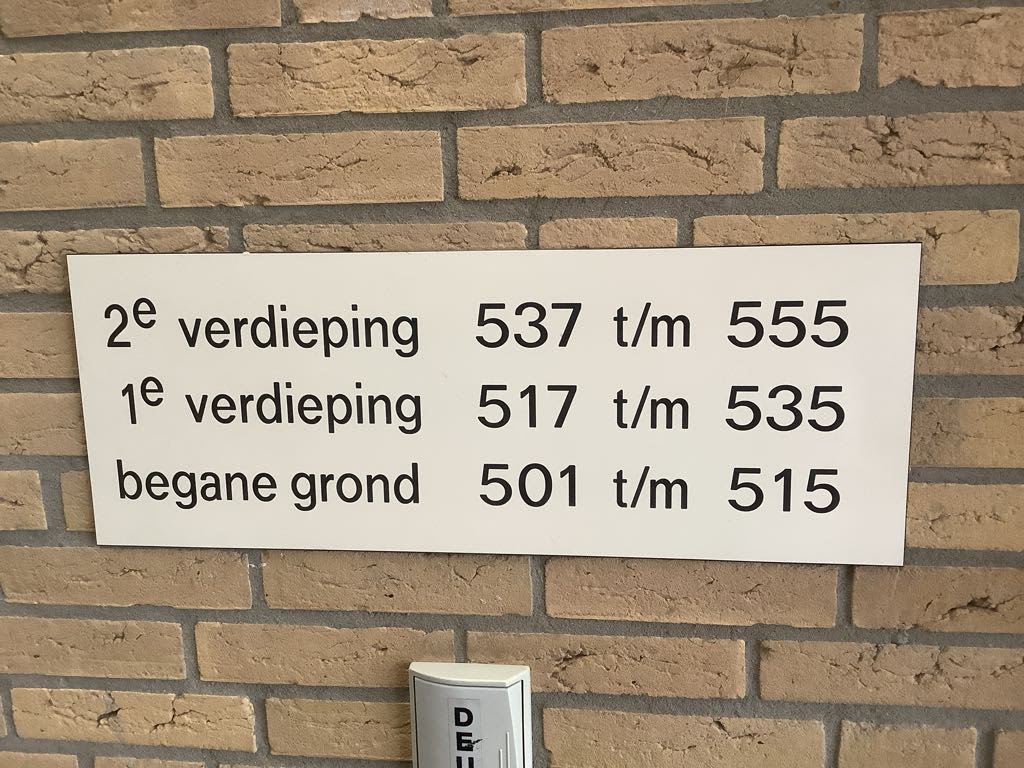 2e verdieping 537 t/m 555
1e verdieping 517 t/m 535
begane grond 501 t/m 515